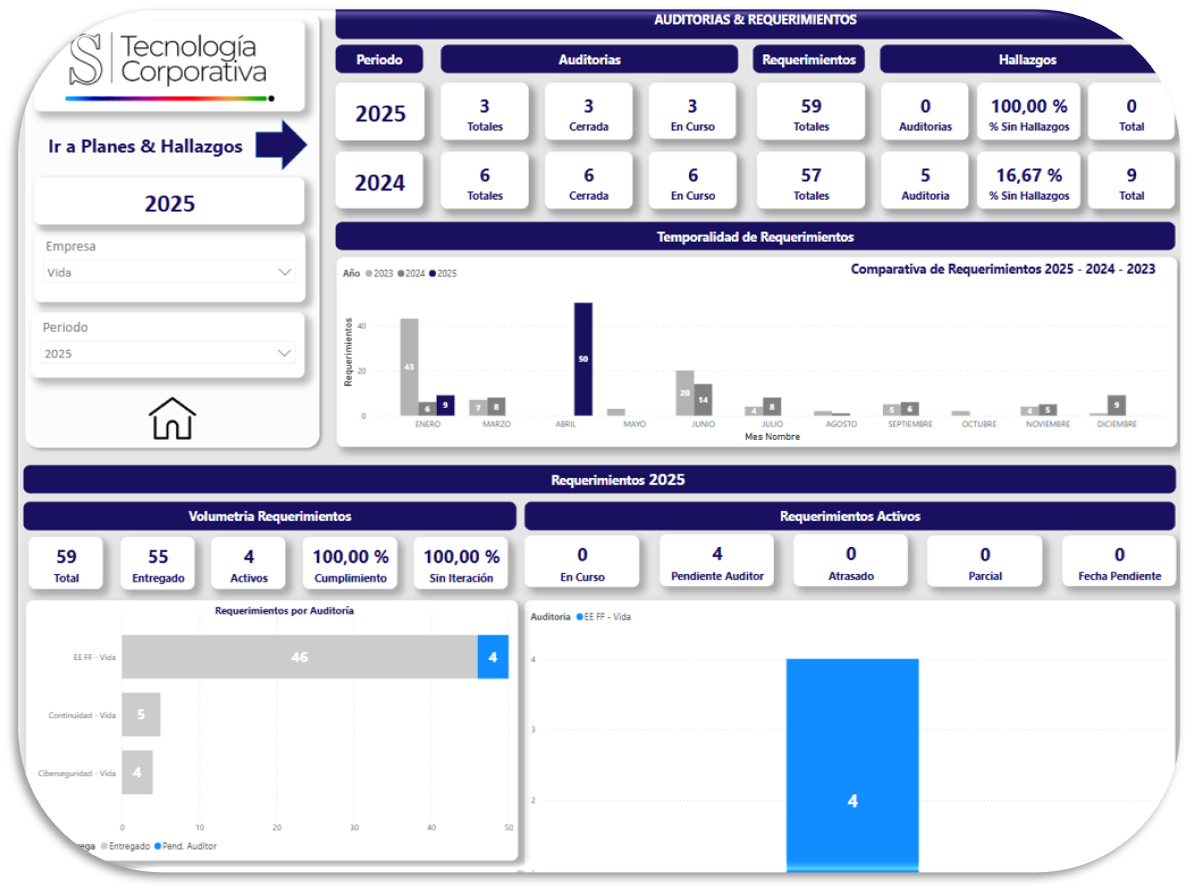 S Tecnología
Corporativa
Ir a Planes & Hallazgos
2025
Empresa
Vida
Periodo
2025
AUDITORIAS & REQUERIMIENTOS
Periodo Auditorias Requerimientos Hallazgos
2025 3 3 3 59 0 100,00 % 0
Totales Cerrada En Curso Totales Auditorias % Sin Hallazgos Total
2024 6 6 6 57 5 16,67 % 9
Totales Cerrada En Curso Totales Auditoria % Sin Hallazgos Total
Temporalidad de Requerimientos
Año 2023 2024 2025
Comparativa de Requerimientos 2025 - 2024 - 2023
Requerimientos
40
20
0
43 6 9 7 8 50 20 14 4 8 5 6 4 5 9
ENERO MARZO ABRIL MAYO JUNIO JULIO AGOSTO SEPTIEMBRE OCTUBRE NOVIEMBRE DICIEMBRE
Mes Nombre
Requerimientos 2025
Volumetria Requerimientos
59 55 4 100,00 % 100,00 %
Total Entregado Activos Cumplimiento Sin Iteración
Requerimientos por Auditoría
EE FF - Vida 46 4
Continuidad - Vida 5
Ciberseguridad - Vida 4
0 10 20 30 40 50
rega Entregado Pend. Auditor
Requerimientos Activos
0 4 0 0 0
En Curso Pendiente Auditor Atrasado Parcial Fecha Pendiente
Auditoria EE FF - Vida
4
3
2
4